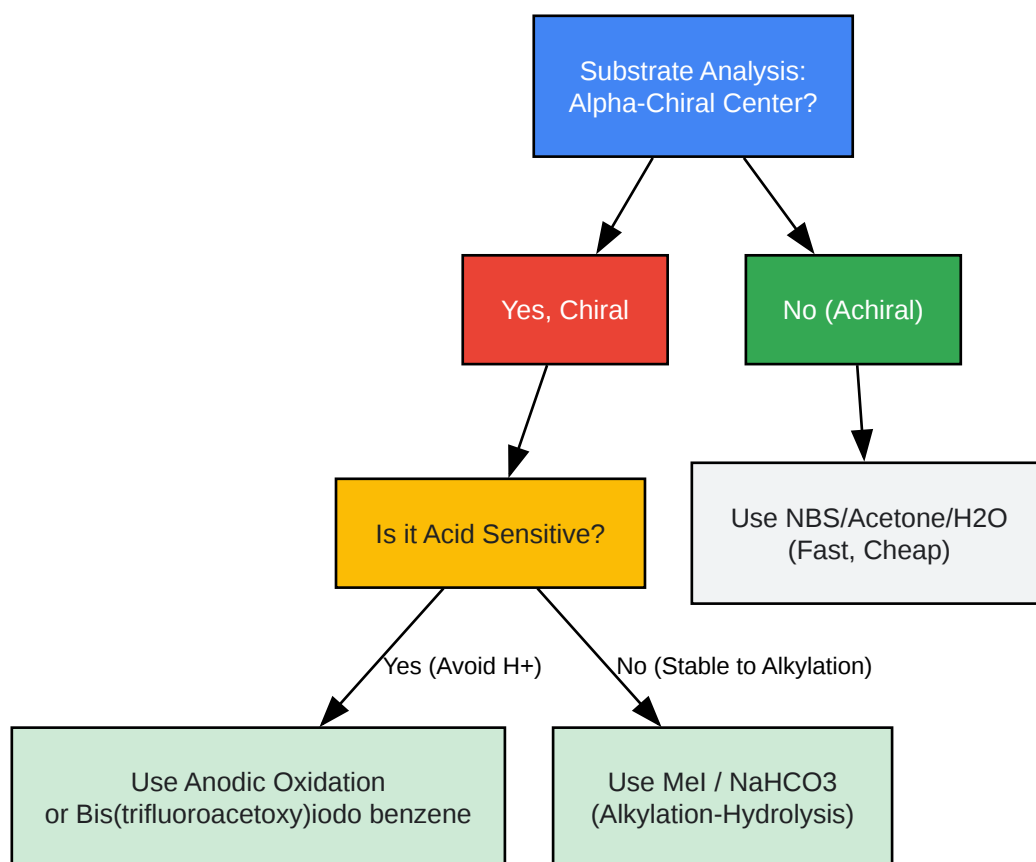 Substrate Analysis:
Alpha-Chiral Center?
Yes, Chiral
No (Achiral)
Is it Acid Sensitive?
Use NBS/Acetone/H2O
(Fast, Cheap)
Yes (Avoid H+)
No (Stable to Alkylation)
Use Anodic Oxidation
or Bis(trifluoroacetoxy)iodo benzene
Use MeI / NaHCO3
(Alkylation-Hydrolysis)